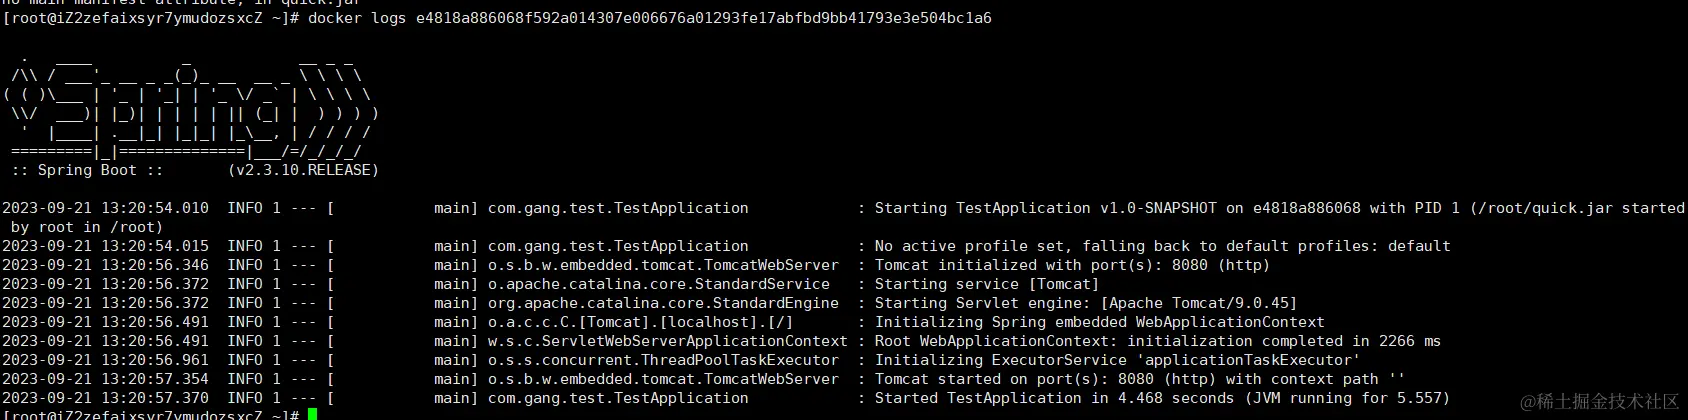 no main manifest attribute, in quick.jar
[root@iZ2zefaixsyr7ymudozsxcZ ~]# docker logs e4818a886068f592a014307e006676a01293fe17abfbd9bb41793e3e504bc1a6
  .   ____          _            __ _ _
 /\\ / ___'_ __ _ _(_)_ __  __ _ \ \ \ \
( ( )\___ | '_ | '_| | '_ \/ _` | \ \ \ \
 \\/  ___)| |_)| | | | | || (_| |  ) ) ) )
  '  |____| .__|_| |_|_| |_\__, | / / / /
 =========|_|==============|___/=/_/_/_/
 :: Spring Boot ::       (v2.3.10.RELEASE)
2023-09-21 13:20:54.010  INFO 1 --- [           main] com.gang.test.TestApplication            : Starting TestApplication v1.0-SNAPSHOT on e4818a886068 with PID 1 (/root/quick.jar started
 by root in /root)
2023-09-21 13:20:54.015  INFO 1 --- [           main] com.gang.test.TestApplication            : No active profile set, falling back to default profiles: default
2023-09-21 13:20:56.346  INFO 1 --- [           main] o.s.b.w.embedded.tomcat.TomcatWebServer  : Tomcat initialized with port(s): 8080 (http)
2023-09-21 13:20:56.372  INFO 1 --- [           main] o.apache.catalina.core.StandardService   : Starting service [Tomcat]
2023-09-21 13:20:56.372  INFO 1 --- [           main] org.apache.catalina.core.StandardEngine  : Starting Servlet engine: [Apache Tomcat/9.0.45]
2023-09-21 13:20:56.491  INFO 1 --- [           main] o.a.c.c.C.[Tomcat].[localhost].[/]       : Initializing Spring embedded WebApplicationContext
2023-09-21 13:20:56.491  INFO 1 --- [           main] w.s.c.ServletWebServerApplicationContext : Root WebApplicationContext: initialization completed in 2266 ms
2023-09-21 13:20:56.961  INFO 1 --- [           main] o.s.s.concurrent.ThreadPoolTaskExecutor  : Initializing ExecutorService 'applicationTaskExecutor'
2023-09-21 13:20:57.354  INFO 1 --- [           main] o.s.b.w.embedded.tomcat.TomcatWebServer  : Tomcat started on port(s): 8080 (http) with context path ''
2023-09-21 13:20:57.370  INFO 1 --- [           main] com.gang.test.TestApplication            : Started TestApplication in 4.468 seconds (JVM running for 5.557)
[root@iZ2zefaixsyr7ymudozsxcZ ~]#
@稀土掘金技术社区